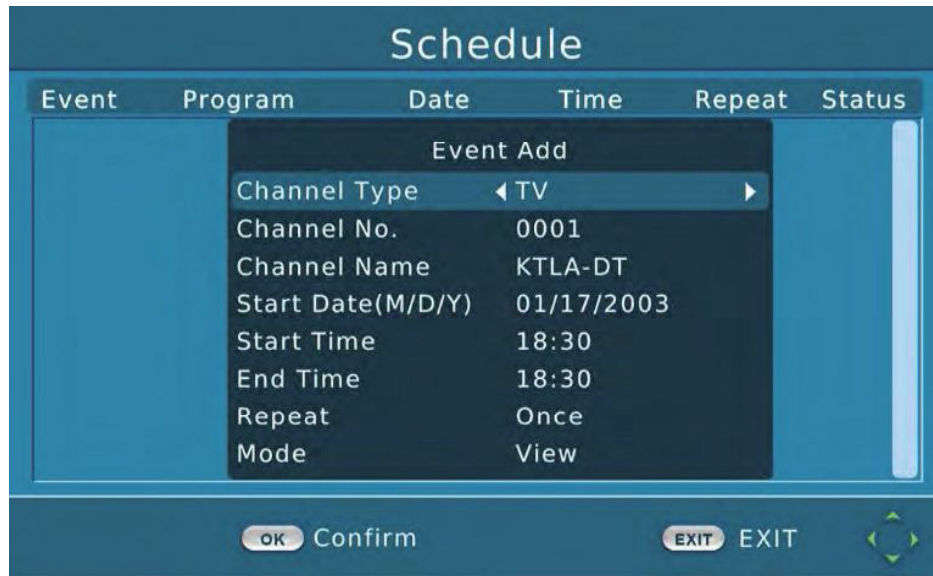 Schedule
Event Program Date Time Repeat Status
Event Add
Channel Type TV
Channel No. 0001
Channel Name KTLA-DT
Start Date(M/D/Y) 01/17/2003
Start Time 18:30
End Time 18:30
Repeat Once
Mode View
OK Confirm EXIT EXIT